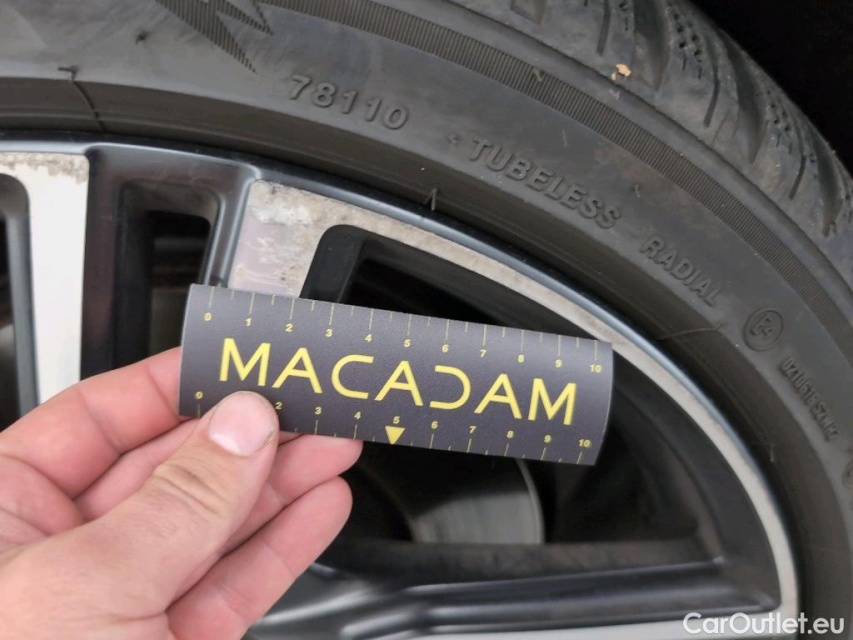 78110
TUBELESS
RADIAL
0 1 2 3 4 5 6 7 8 9 10
MACADAM
0 2 3 4 5 6 7 8 9 10
CarOutlet.eu